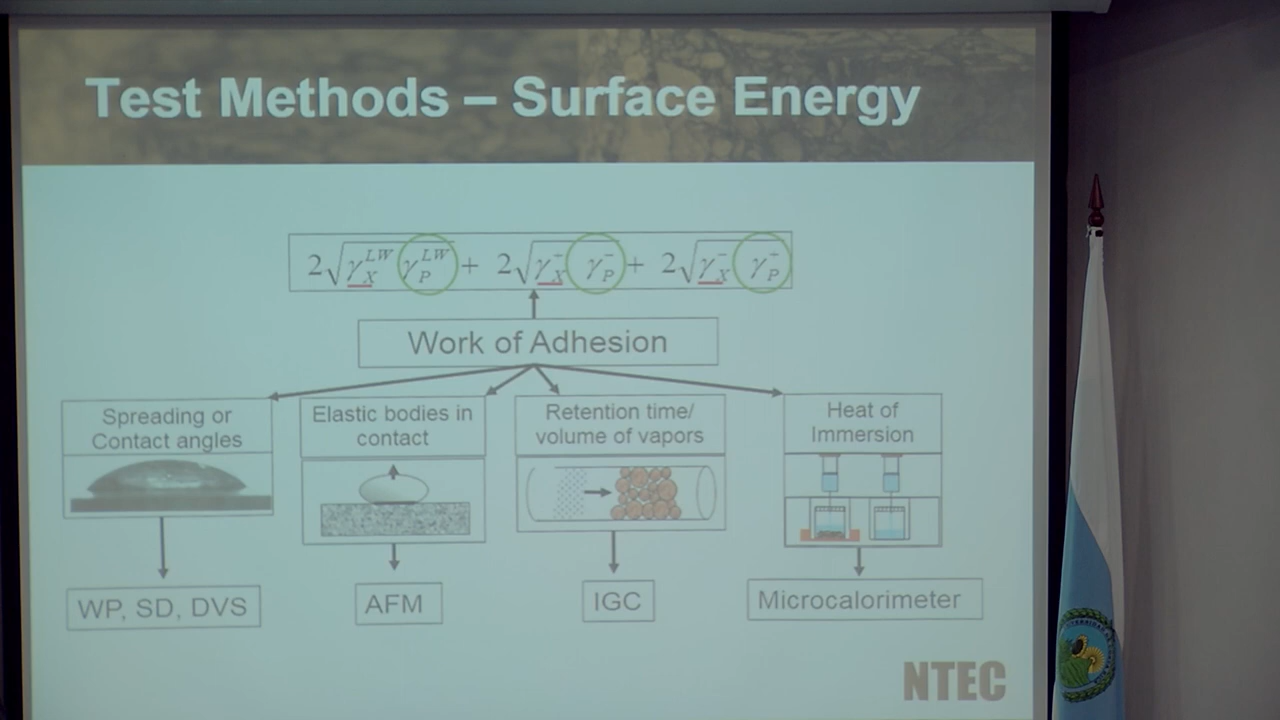 Test Methods – Surface Energy
2√γ_X^{LW} γ_P^{LW} + 2√γ_X^- γ_P^- + 2√γ_X^- γ_P^-
Work of Adhesion
Spreading or
Contact angles
Elastic bodies in
contact
Retention time/
volume of vapors
Heat of
Immersion
WP, SD, DVS
AFM
IGC
Microcalorimeter
NTEC